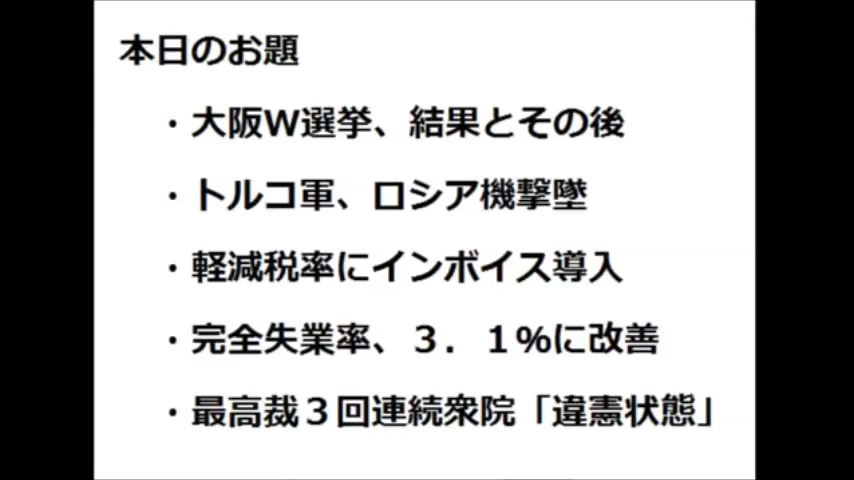 本日のお題
・大阪W選挙、結果とその後
・トルコ軍、ロシア機撃墜
・軽減税率にインボイス導入
・完全失業率、３．１％に改善
・最高裁３回連続衆院「違憲状態」